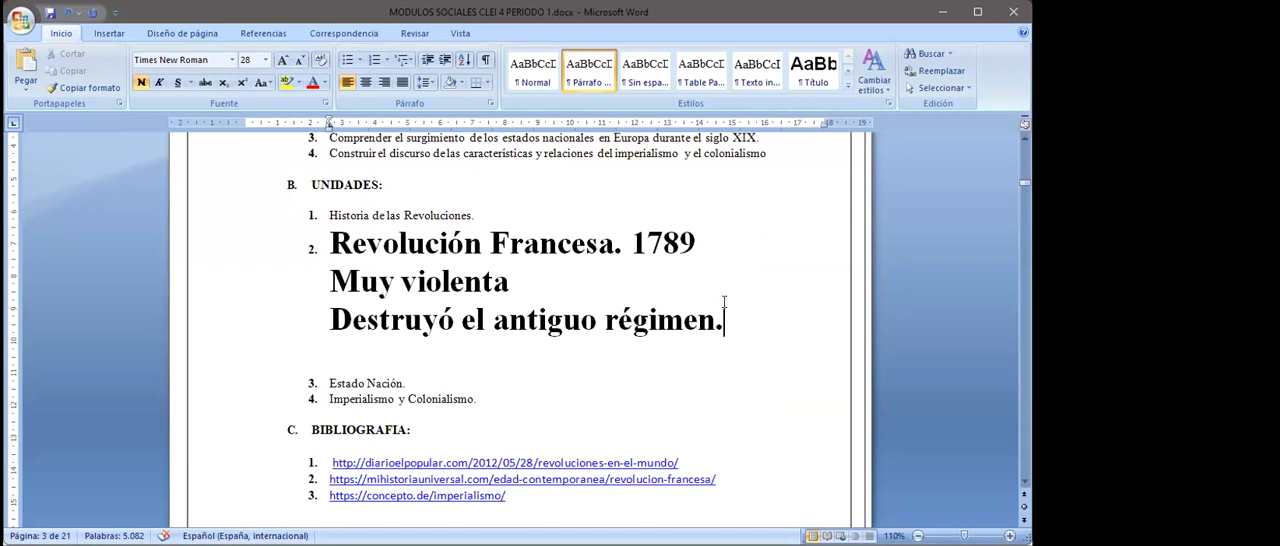 MODULOS SOCIALES CLEI 4 PERIODO 1.docx - Microsoft Word
Inicio Insertar Diseño de página Referencias Correspondencia Revisar Vista
Pegar
Cortar
Copiar
Copiar formato
Portapapeles
Times New Roman 28
Fuente
Párrafo
AaBbCcI ¶ Normal
AaBbCcI ¶ Párrafo ...
AaBbCcI ¶ Sin espa...
AaBbCcI ¶ Table Pa...
AaBbCcI ¶ Texto in...
AaBb ¶ Título
Cambiar estilos
Estilos
Buscar
Reemplazar
Seleccionar
Edición
3. Comprender el surgimiento de los estados nacionales en Europa durante el siglo XIX.
4. Construir el discurso de las características y relaciones del imperialismo y el colonialismo
B. UNIDADES:
1. Historia de las Revoluciones.
2. Revolución Francesa. 1789
Muy violenta
Destruyó el antiguo régimen.
3. Estado Nación.
4. Imperialismo y Colonialismo.
C. BIBLIOGRAFIA:
1. http://diarioelpopular.com/2012/05/28/revoluciones-en-el-mundo/
2. https://mihistoriauniversal.com/edad-contemporanea/revolucion-francesa/
3. https://concepto.de/imperialismo/
Página: 3 de 21 Palabras: 5.082 Español (España, internacional) 110%